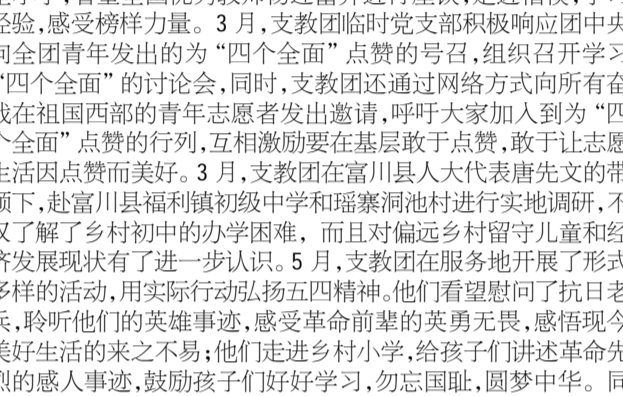 经验,感受榜样力量。3 月,支教团临时党支部积极响应团中央
向全团青年发出的为“四个全面”点赞的号召,组织召开学习
“四个全面”的讨论会,同时,支教团还通过网络方式向所有奋
战在祖国西部的青年志愿者发出邀请,呼吁大家加入到为“四
个全面”点赞的行列,互相激励要在基层敢于点赞,敢于让志愿
生活因点赞而美好。3 月,支教团在富川县人大代表唐先文的带
领下,赴富川县福利镇初级中学和瑶寨洞池村进行实地调研,不
仅了解了乡村初中的办学困难，而且对偏远乡村留守儿童和经
济发展现状有了进一步认识。5 月,支教团在服务地开展了形式
多样的活动,用实际行动弘扬五四精神。他们看望慰问了抗日老
兵,聆听他们的英雄事迹,感受革命前辈的英勇无畏,感悟现今
美好生活的来之不易;他们走进乡村小学,给孩子们讲述革命先
烈的感人事迹,鼓励孩子们好好学习,勿忘国耻,圆梦中华。同